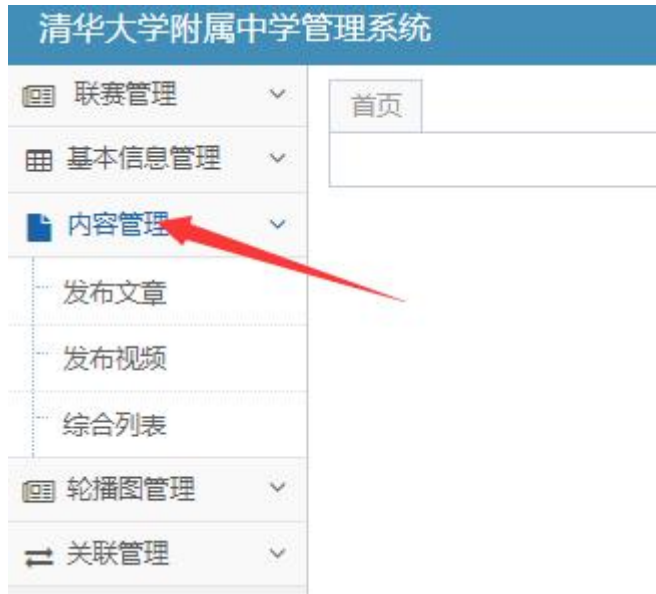 清华大学附属中学管理系统
联赛管理
首页
基本信息管理
内容管理
发布文章
发布视频
综合列表
轮播图管理
关联管理